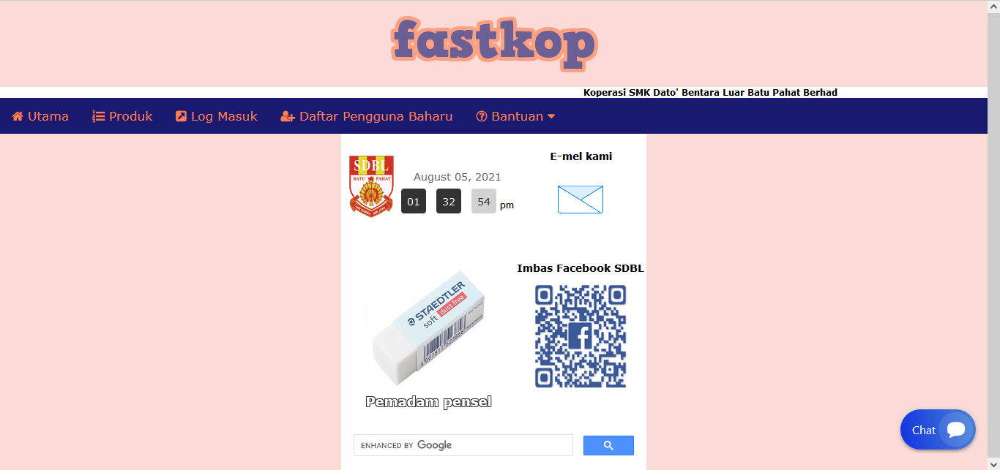 fastkop
Koperasi SMK Dato' Bentara Luar Batu Pahat Berhad
Utama
Produk
Log Masuk
Daftar Pengguna Baharu
Bantuan
SDBL
BATU PAHAT
August 05, 2021
01 32 54 pm
E-mel kami
STAEDTLER
soft dust free
Pemadam pensel
Imbas Facebook SDBL
f
ENHANCED BY Google
Chat